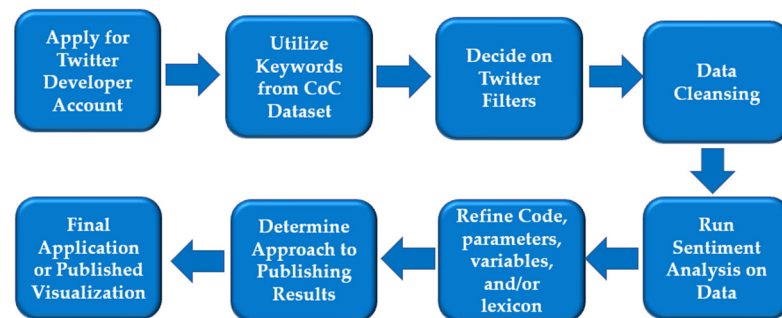 Apply for
Twitter
Developer
Account
Utilize
Keywords
from CoC
Dataset
Decide on
Twitter
Filters
Data
Cleansing
Run
Sentiment
Analysis on
Data
Refine Code,
parameters,
variables,
and/or
lexicon
Determine
Approach to
Publishing
Results
Final
Application
or Published
Visualization